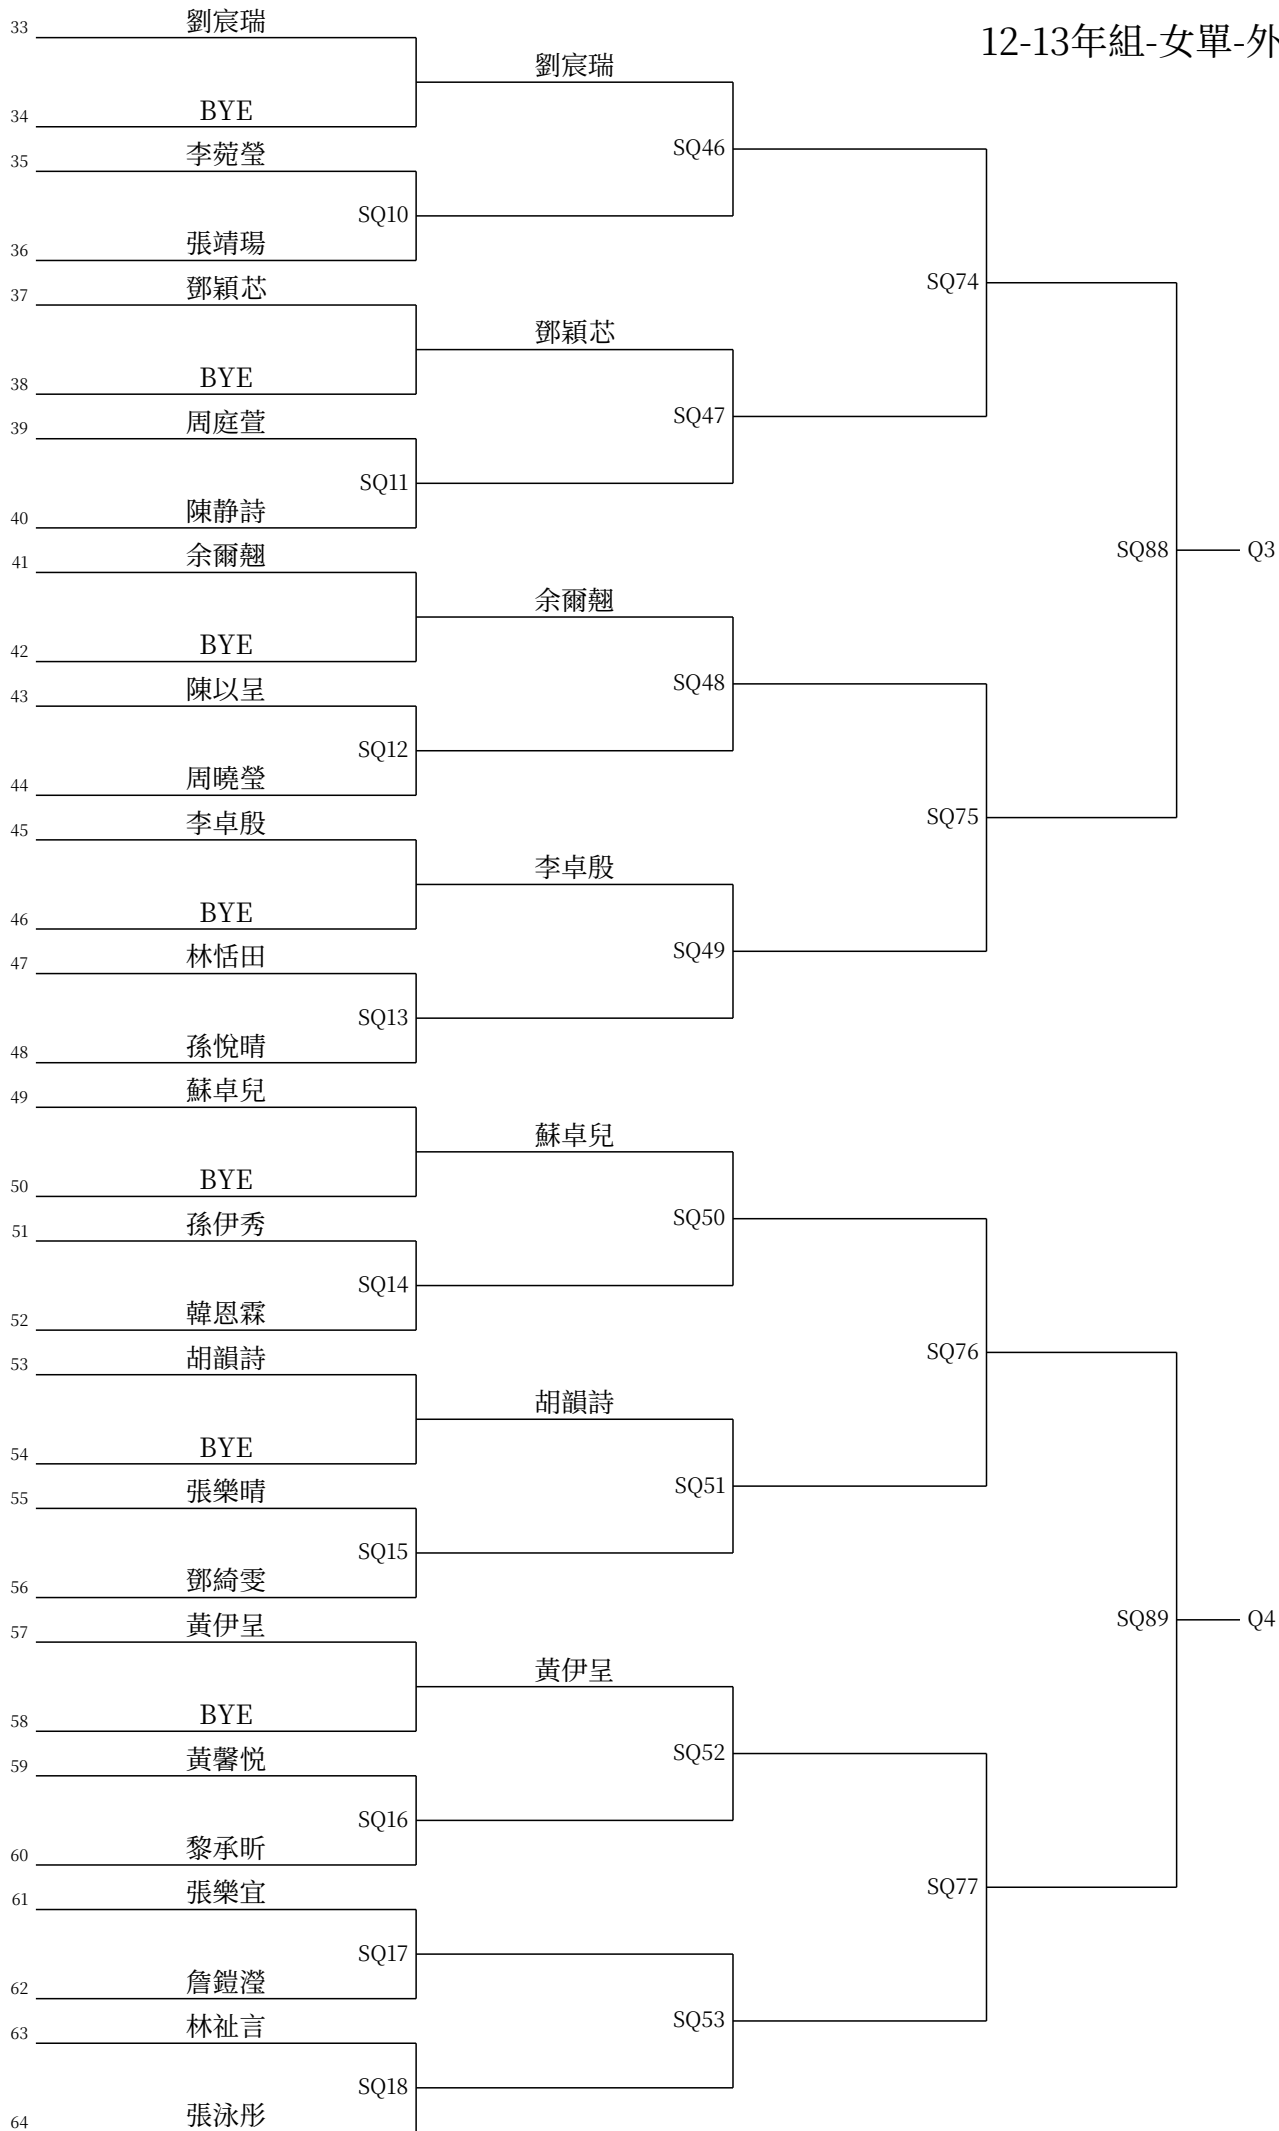 12-13年組-女單-外
33 劉宸瑞
劉宸瑞
34 BYE
SQ46
35 李菀瑩
SQ10
36 張靖瑒
SQ74
37 鄧穎芯
鄧穎芯
38 BYE
SQ47
39 周庭萱
SQ11
40 陳静詩
SQ88 Q3
41 余爾翹
余爾翹
42 BYE
SQ48
43 陳以呈
SQ12
44 周曉瑩
SQ75
45 李卓殷
李卓殷
46 BYE
SQ49
47 林恬田
SQ13
48 孫悅晴
49 蘇卓兒
蘇卓兒
50 BYE
SQ50
51 孫伊秀
SQ14
52 韓恩霖
SQ76
53 胡韻詩
胡韻詩
54 BYE
SQ51
55 張樂晴
SQ15
56 鄧綺雯
SQ89 Q4
57 黃伊呈
黃伊呈
58 BYE
SQ52
59 黃馨悦
SQ16
60 黎承昕
SQ77
61 張樂宜
SQ17
62 詹鎧瀅
SQ53
63 林祉言
SQ18
64 張泳彤